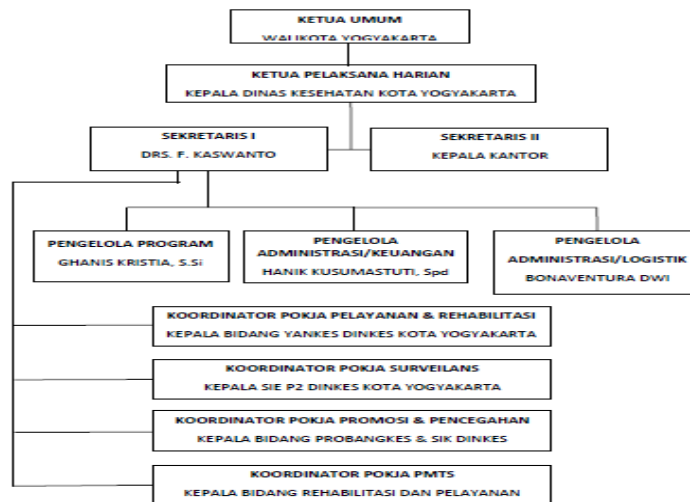 KETUA UMUM
WALIKOTA YOGYAKARTA
KETUA PELAKSANA HARIAN
KEPALA DINAS KESEHATAN KOTA YOGYAKARTA
SEKRETARIS I
DRS. F. KASWANTO
SEKRETARIS II
KEPALA KANTOR
PENGELOLA PROGRAM
GHANIS KRISTIA, S.Si
PENGELOLA
ADMINISTRASI/KEUANGAN
HANIK KUSUMASTUTI, Spd
PENGELOLA
ADMINISTRASI/LOGISTIK
BONAVENTURA DWI
KOORDINATOR POKJA PELAYANAN & REHABILITASI
KEPALA BIDANG YANKES DINKES KOTA YOGYAKARTA
KOORDINATOR POKJA SURVEILANS
KEPALA SIE P2 DINKES KOTA YOGYAKARTA
KOORDINATOR POKJA PROMOSI & PENCEGAHAN
KEPALA BIDANG PROBANGKES & SIK DINKES
KOORDINATOR POKJA PMTS
KEPALA BIDANG REHABILITASI DAN PELAYANAN